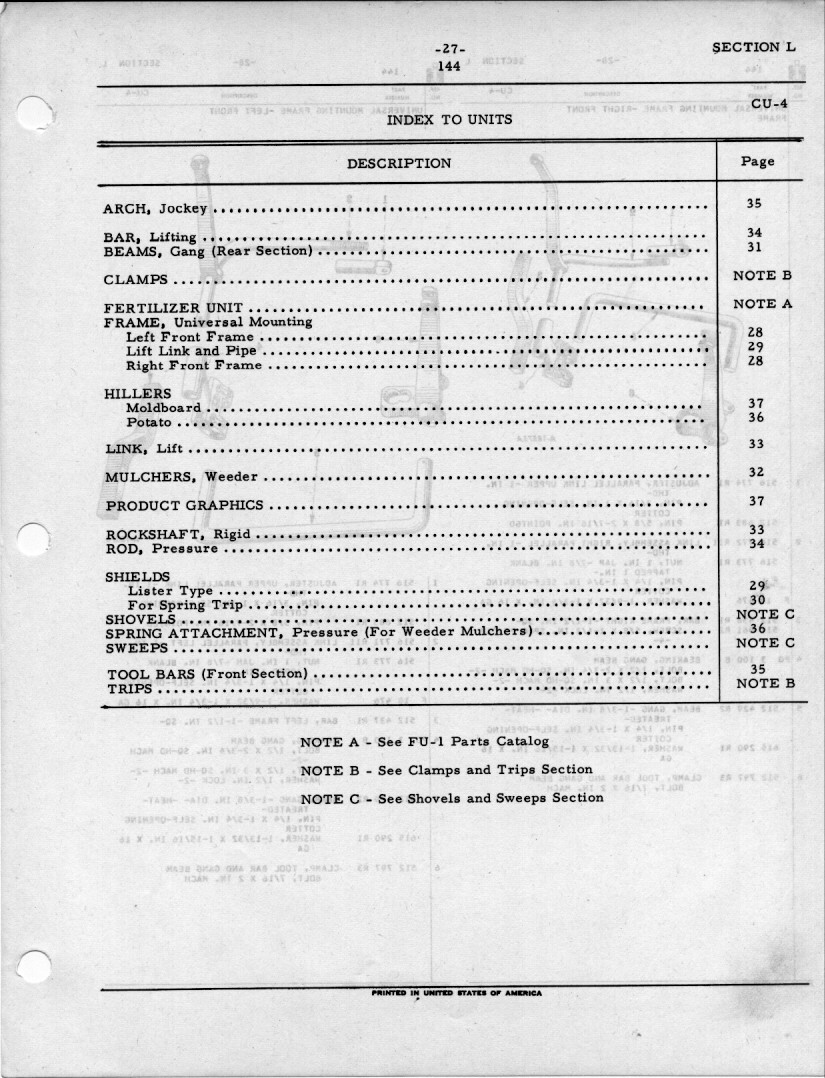 -27-
SECTION L
144
CU-4
INDEX TO UNITS
DESCRIPTION Page
ARCH, Jockey 35
BAR, Lifting 34
BEAMS, Gang (Rear Section) 31
CLAMPS NOTE B
FERTILIZER UNIT NOTE A
FRAME, Universal Mounting
Left Front Frame 28
Lift Link and Pipe 29
Right Front Frame 28
HILLERS
Moldboard 37
Potato 36
LINK, Lift 33
MULCHERS, Weeder 32
PRODUCT GRAPHICS 37
ROCKSHAFT, Rigid 33
ROD, Pressure 34
SHIELDS
Lister Type 29
For Spring Trip 30
SHOVELS NOTE C
SPRING ATTACHMENT, Pressure (For Weeder Mulchers) 36
SWEEPS NOTE C
TOOL BARS (Front Section) 35
TRIPS NOTE B
NOTE A - See FU-1 Parts Catalog
NOTE B - See Clamps and Trips Section
NOTE C - See Shovels and Sweeps Section
PRINTED IN UNITED STATES OF AMERICA